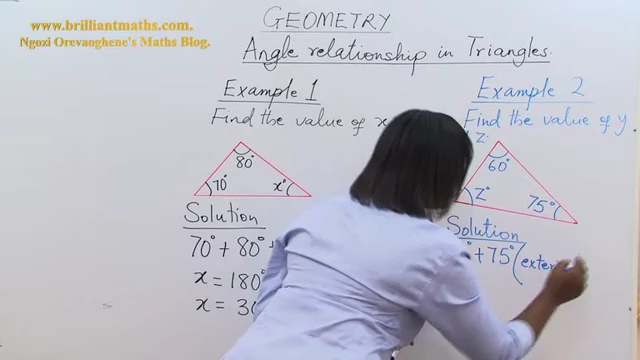 www.brilliantmaths.com.
Ngozi Orevaoghene's Maths Blog.
GEOMETRY
Angle relationship in Triangles.
Example 1
Find the value of x
80°
70°
x°
Solution
70° + 80° +
x = 180°
x =
Example 2
Find the value of y
z.
60°
z°
75°
Solution
° + 75° (exteri